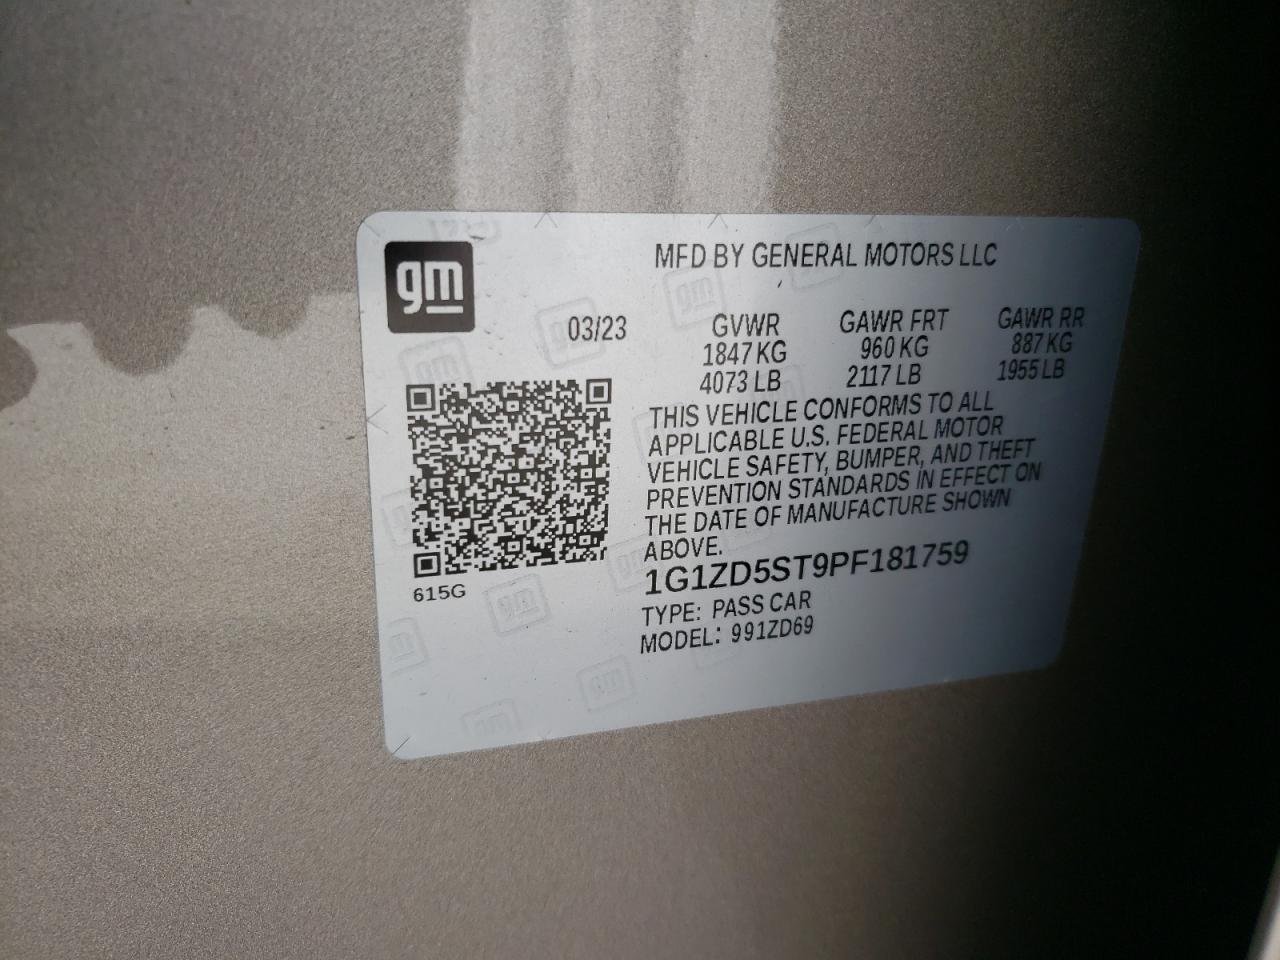 gm
MFD BY GENERAL MOTORS LLC
03/23 GVWR GAWR FRT GAWR RR
1847 KG 960 KG 887 KG
4073 LB 2117 LB 1955 LB
THIS VEHICLE CONFORMS TO ALL
APPLICABLE U.S. FEDERAL MOTOR
VEHICLE SAFETY, BUMPER, AND THEFT
PREVENTION STANDARDS IN EFFECT ON
THE DATE OF MANUFACTURE SHOWN
ABOVE.
1G1ZD5ST9PF181759
615G
TYPE: PASS CAR
MODEL: 991ZD69